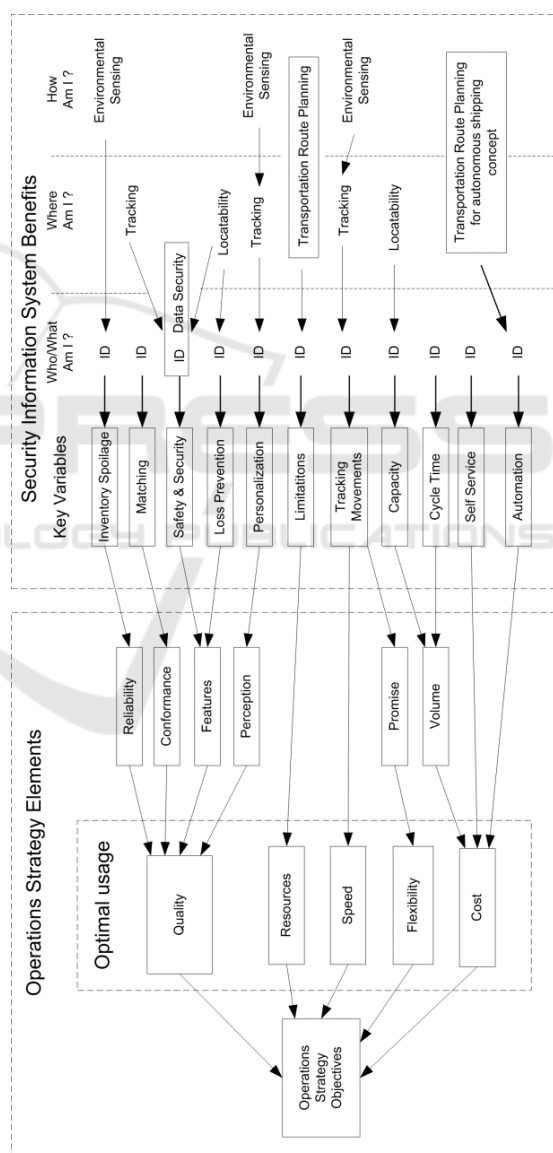 Operations Strategy Elements
Security Information System Benefits
Key Variables
Who/What
Am I ?
Where
Am I ?
How
Am I ?
Optimal usage
Operations
Strategy
Objectives
Quality
Resources
Speed
Flexibility
Cost
Reliability
Conformance
Features
Perception
Promise
Volume
Inventory Spoilage
Matching
Safety & Security
Loss Prevention
Personalization
Limitatitons
Tracking
Movements
Capacity
Cycle Time
Self Service
Automation
ID
ID
ID Data Security
ID
ID
ID
ID
ID
ID
ID
ID
Tracking
Locatability
Tracking
Tracking
Locatability
Environmental
Sensing
Environmental
Sensing
Transportation Route Planning
Environmental
Sensing
Transportation Route Planning
for autonomous shipping
concept
PRESS
OLOGY PUBLICATIONS